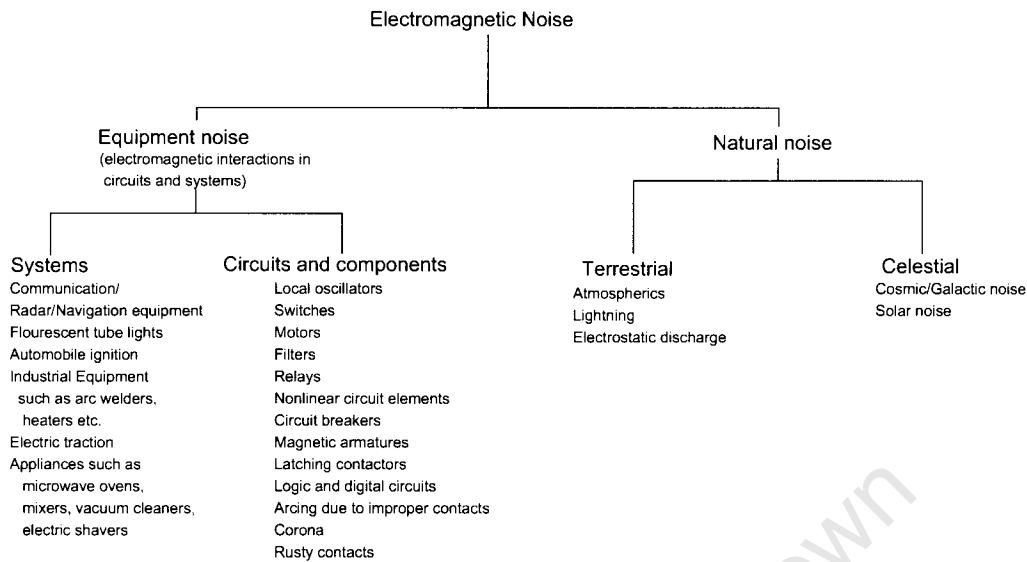 Electromagnetic Noise
Equipment noise
(electromagnetic interactions in
circuits and systems)
Natural noise
Systems
Communication/
Radar/Navigation equipment
Flourescent tube lights
Automobile ignition
Industrial Equipment
such as arc welders,
heaters etc.
Electric traction
Appliances such as
microwave ovens,
mixers, vacuum cleaners,
electric shavers
Circuits and components
Local oscillators
Switches
Motors
Filters
Relays
Nonlinear circuit elements
Circuit breakers
Magnetic armatures
Latching contactors
Logic and digital circuits
Arcing due to improper contacts
Corona
Rusty contacts
Terrestrial
Atmospherics
Lightning
Electrostatic discharge
Celestial
Cosmic/Galactic noise
Solar noise